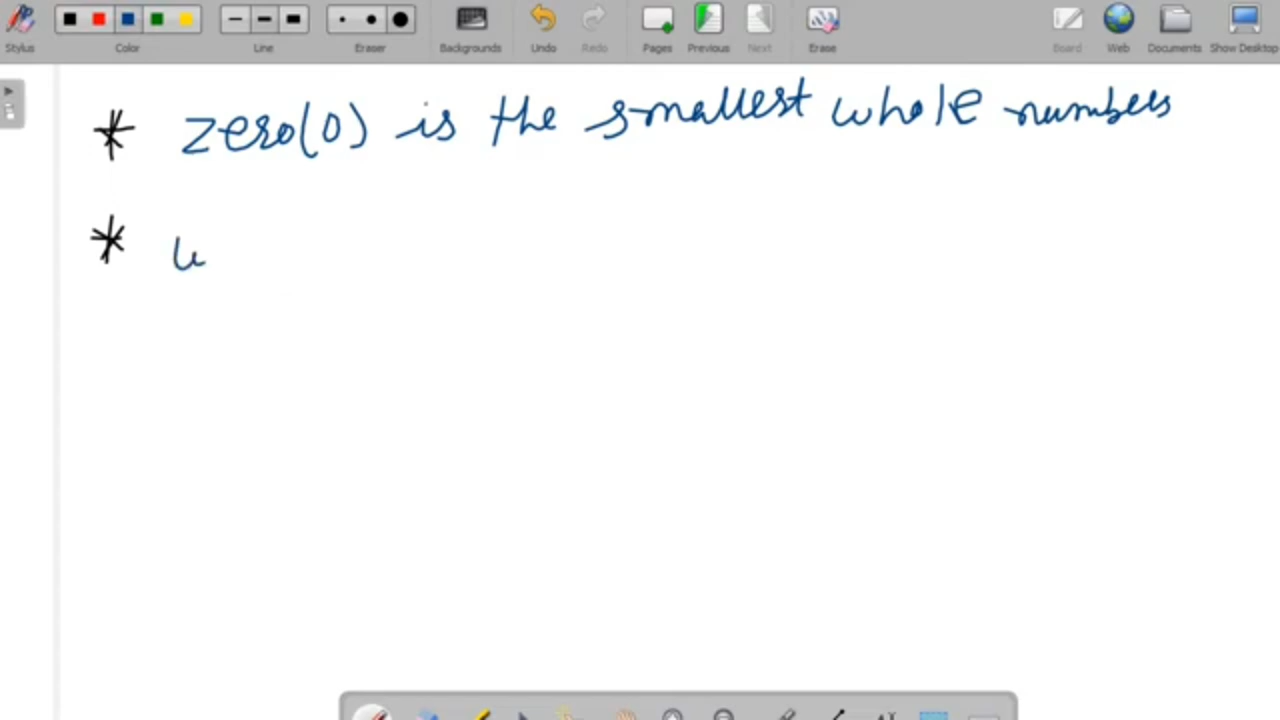 Stylus
Color
Line
Eraser
Backgrounds
Undo
Redo
Pages
Previous
Next
Erase
Board
Web
Documents
Show Desktop
* zero(0) is the smallest whole numbers
*